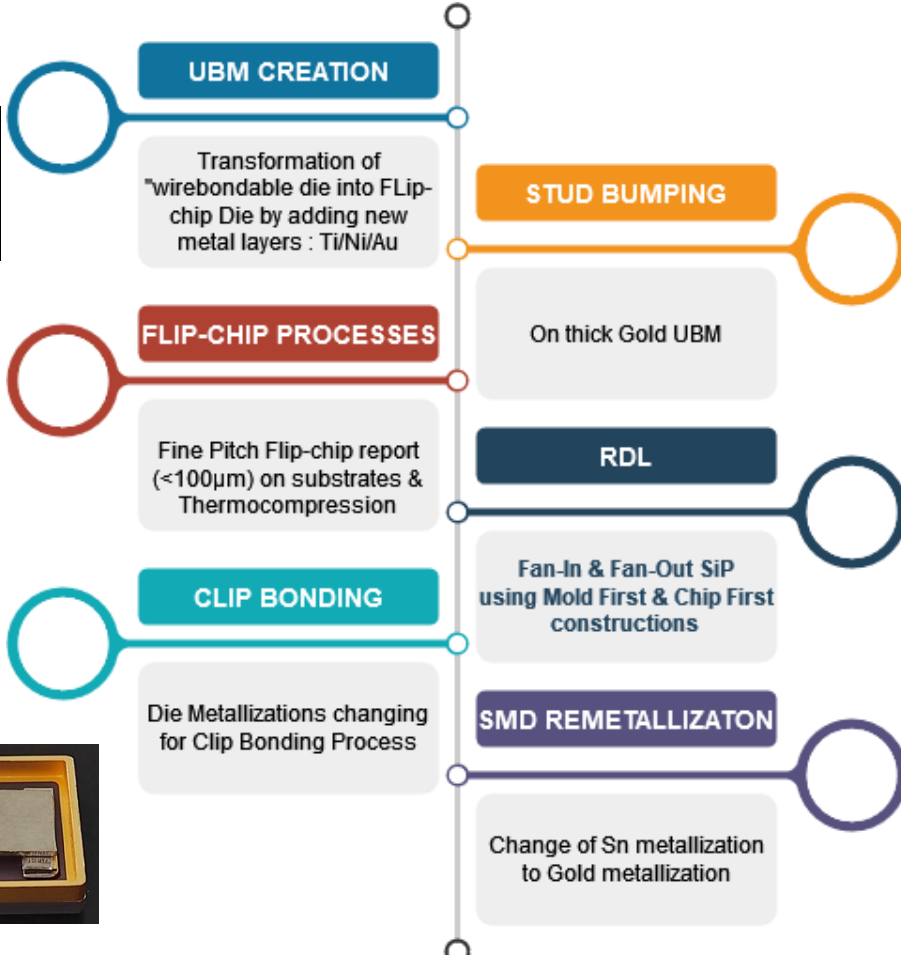 UBM CREATION
Transformation of
"wirebondable die into FLip-
chip Die by adding new
metal layers : Ti/Ni/Au
STUD BUMPING
On thick Gold UBM
FLIP-CHIP PROCESSES
Fine Pitch Flip-chip report
(<100µm) on substrates &
Thermocompression
RDL
Fan-In & Fan-Out SiP
using Mold First & Chip First
constructions
CLIP BONDING
Die Metallizations changing
for Clip Bonding Process
SMD REMETALLIZATON
Change of Sn metallization
to Gold metallization